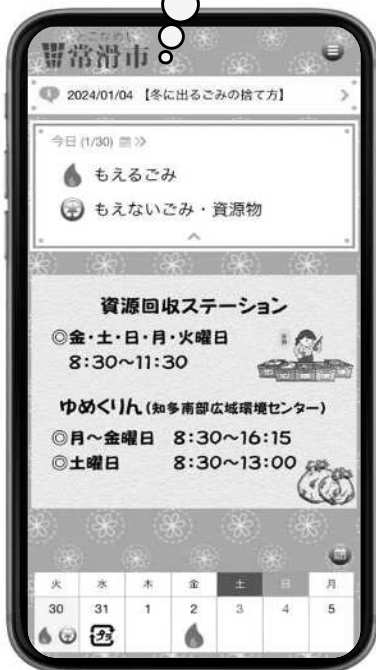 とこなめし
常滑市
2024/01/04 【冬に出るごみの捨て方】
今日 (1/30)
もえるごみ
もえないごみ・資源物
資源回収ステーション
◎金・土・日・月・火曜日
8:30〜11:30
ゆめくりん(知多南部広域環境センター)
◎月〜金曜日 8:30〜16:15
◎土曜日 8:30〜13:00
火 水 木 金 土 日 月
30 31 1 2 3 4 5
プラ